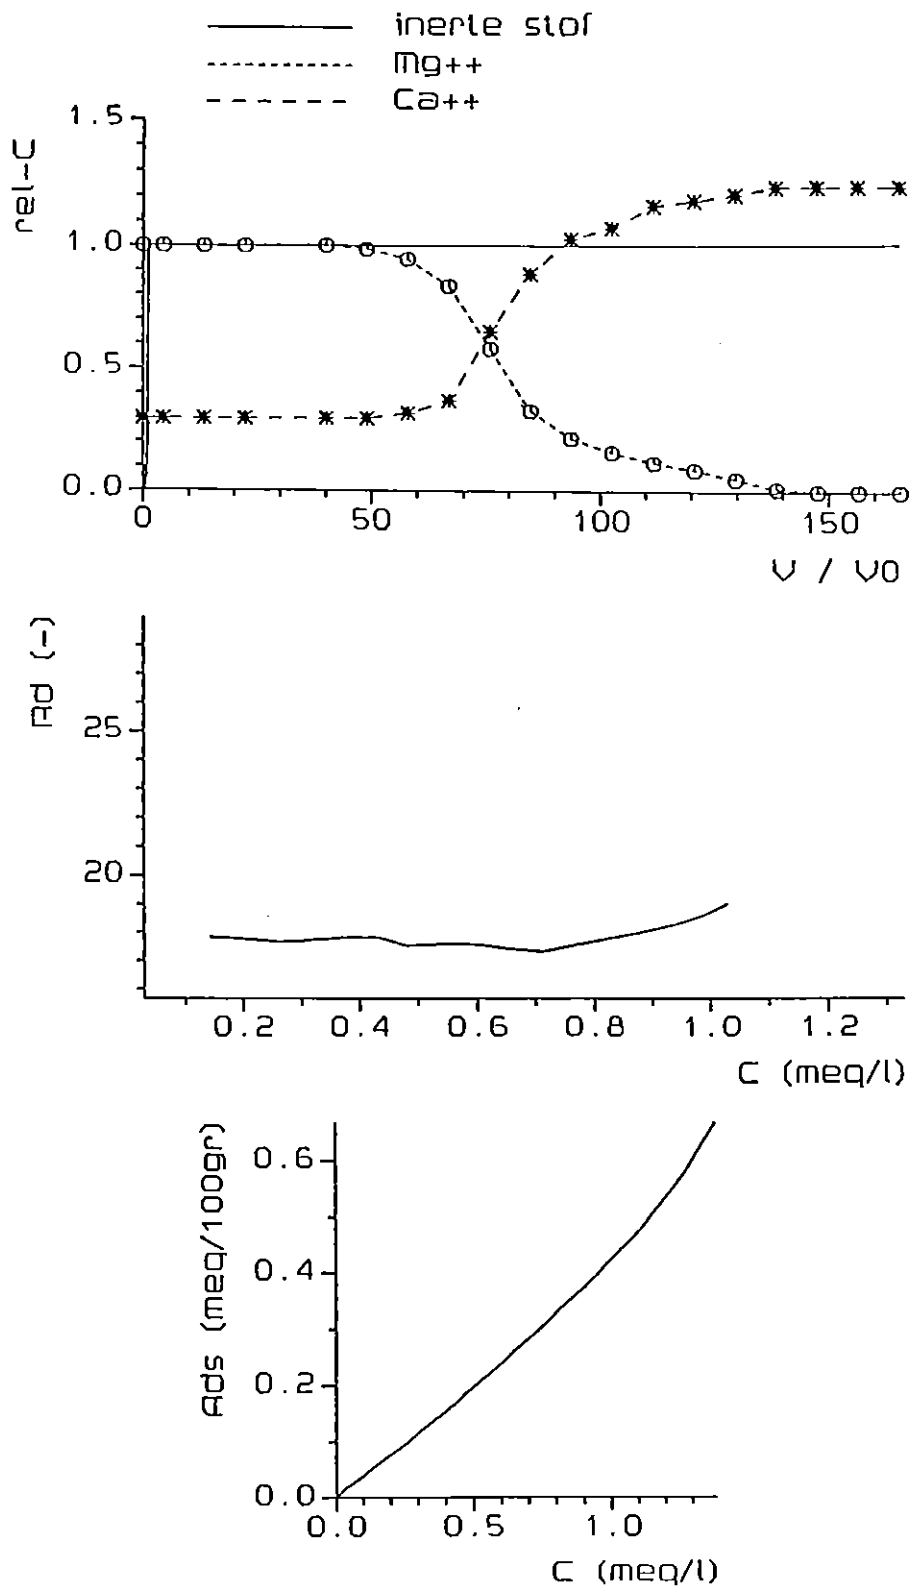 inerte stof
Mg++
Ca++
rel-C
1.5
1.0
0.5
0.0
0 50 100 150
V / V0
Rd (-)
25
20
0.2 0.4 0.6 0.8 1.0 1.2
C (meq/l)
Ads (meq/100gr)
0.6
0.4
0.2
0.0
0.0 0.5 1.0
C (meq/l)